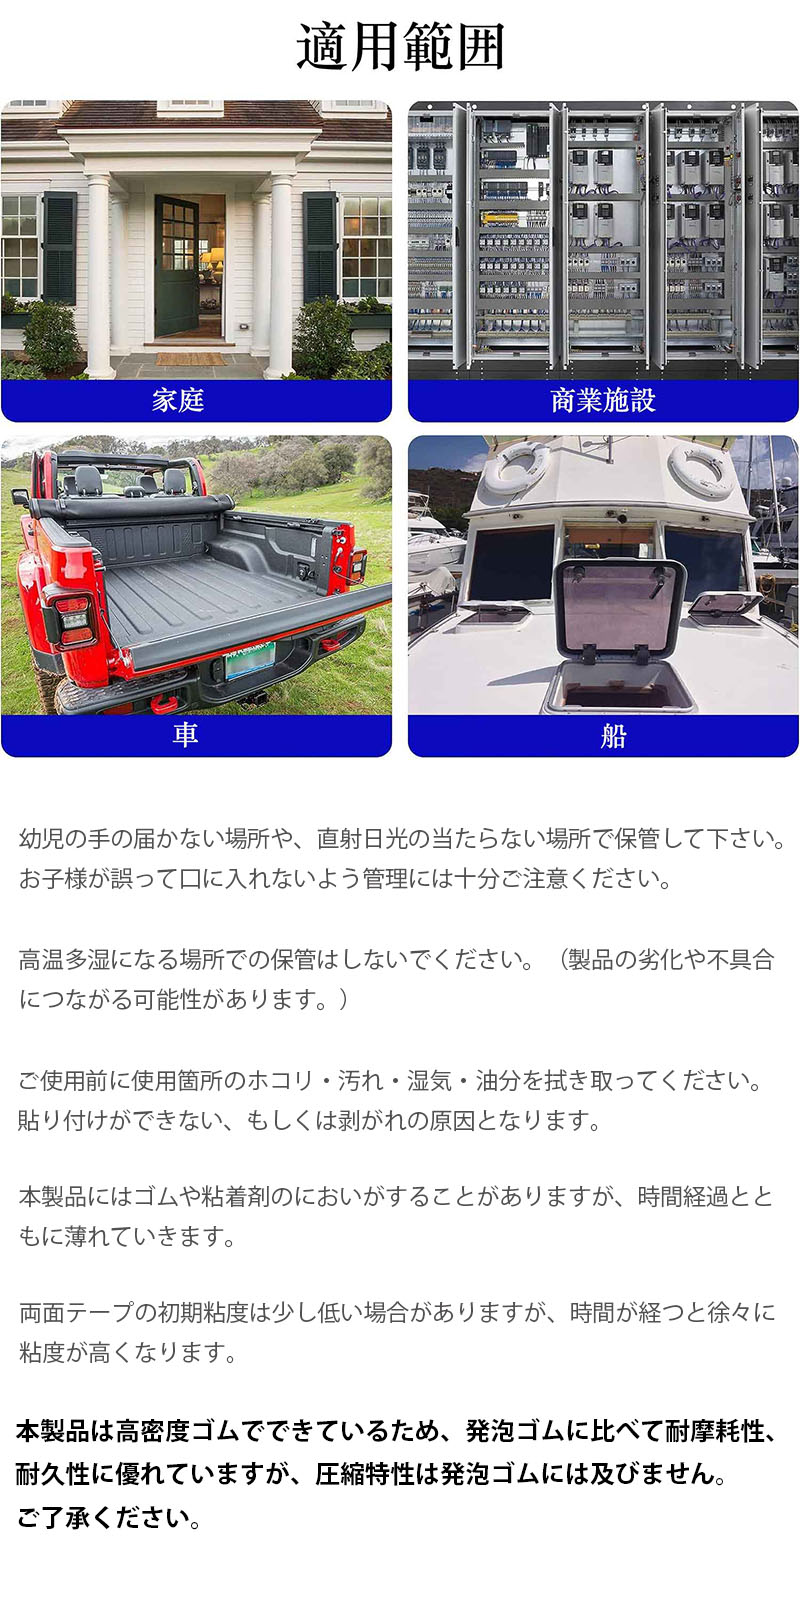 適用範囲
家庭
商業施設
車
船
幼児の手の届かない場所や、直射日光の当たらない場所で保管して下さい。
お子様が誤って口に入れないよう管理には十分ご注意ください。
高温多湿になる場所での保管はしないでください。（製品の劣化や不具合
につながる可能性があります。）
ご使用前に使用箇所のホコリ・汚れ・湿気・油分を拭き取ってください。
貼り付けができない、もしくは剥がれの原因となります。
本製品にはゴムや粘着剤のにおいがすることがありますが、時間経過とと
もに薄れていきます。
両面テープの初期粘度は少し低い場合がありますが、時間が経つと徐々に
粘度が高くなります。
本製品は高密度ゴムでできているため、発泡ゴムに比べて耐摩耗性、
耐久性に優れていますが、圧縮特性は発泡ゴムには及びません。
ご了承ください。